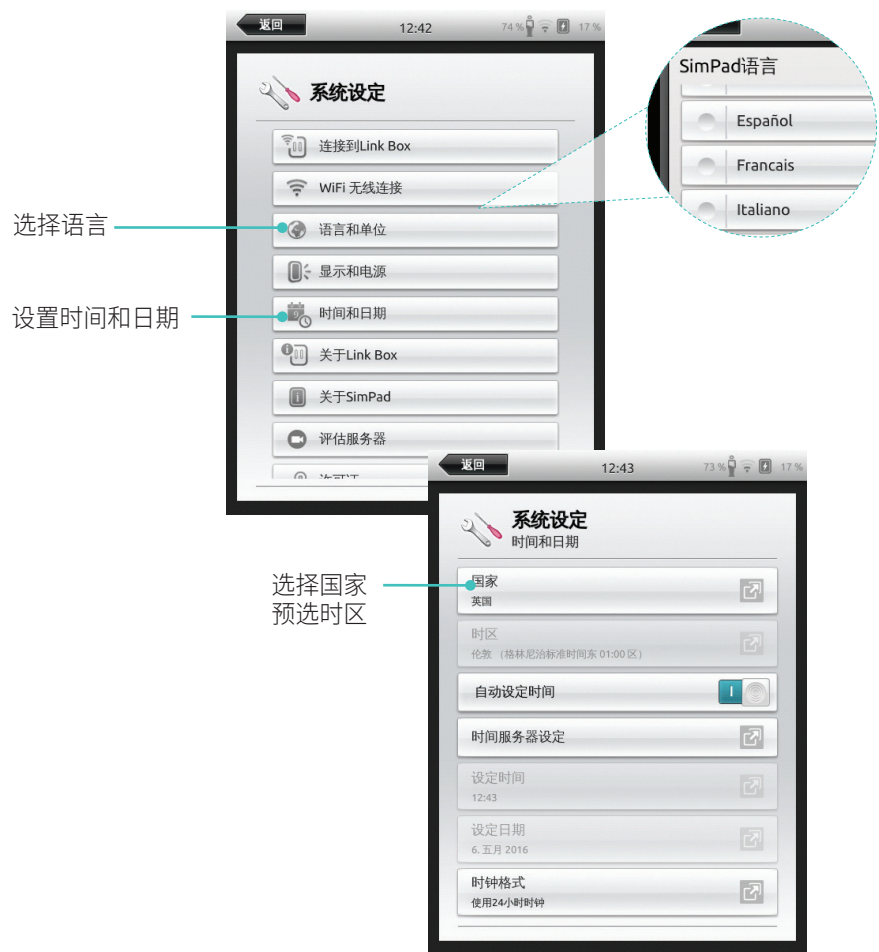 返回
12:42
74 %
17 %
系统设定
连接到Link Box
WiFi 无线连接
语言和单位
显示和电源
时间和日期
关于Link Box
关于SimPad
评估服务器
许可证
SimPad语言
Español
Francais
Italiano
选择语言
设置时间和日期
返回
12:43
73 %
17 %
系统设定
时间和日期
国家
英国
时区
伦敦 （格林尼治标准时间东 01:00 区）
自动设定时间
时间服务器设定
设定时间
12:43
设定日期
6. 五月 2016
时钟格式
使用24小时时钟
选择国家
预选时区